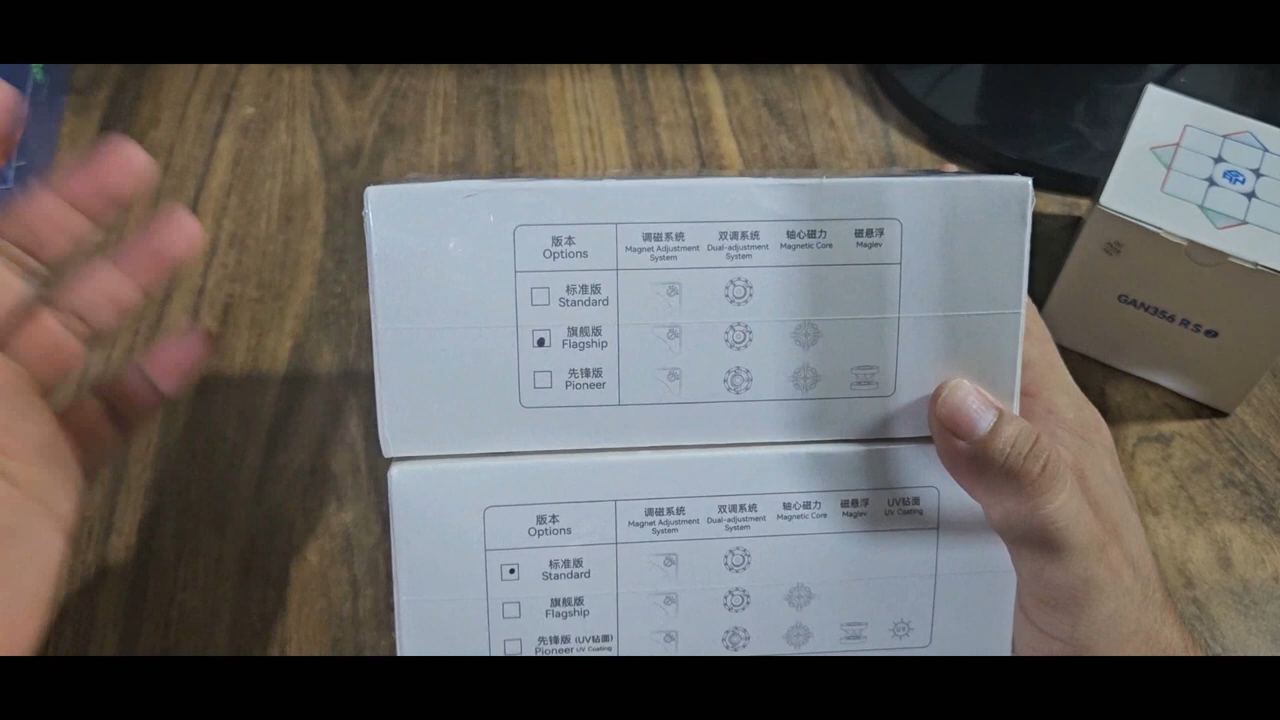 版本
Options
调磁系统
Magnet Adjustment
System
双调系统
Dual-adjustment
System
轴心磁力
Magnetic Core
磁悬浮
Maglev
标准版
Standard
旗舰版
Flagship
先锋版
Pioneer
GAN356 RS
版本
Options
调磁系统
Magnet Adjustment
System
双调系统
Dual-adjustment
System
轴心磁力
Magnetic Core
磁悬浮
Maglev
UV钻面
UV Coating
标准版
Standard
旗舰版
Flagship
先锋版 (UV钻面)
Pioneer UV Coating
UV